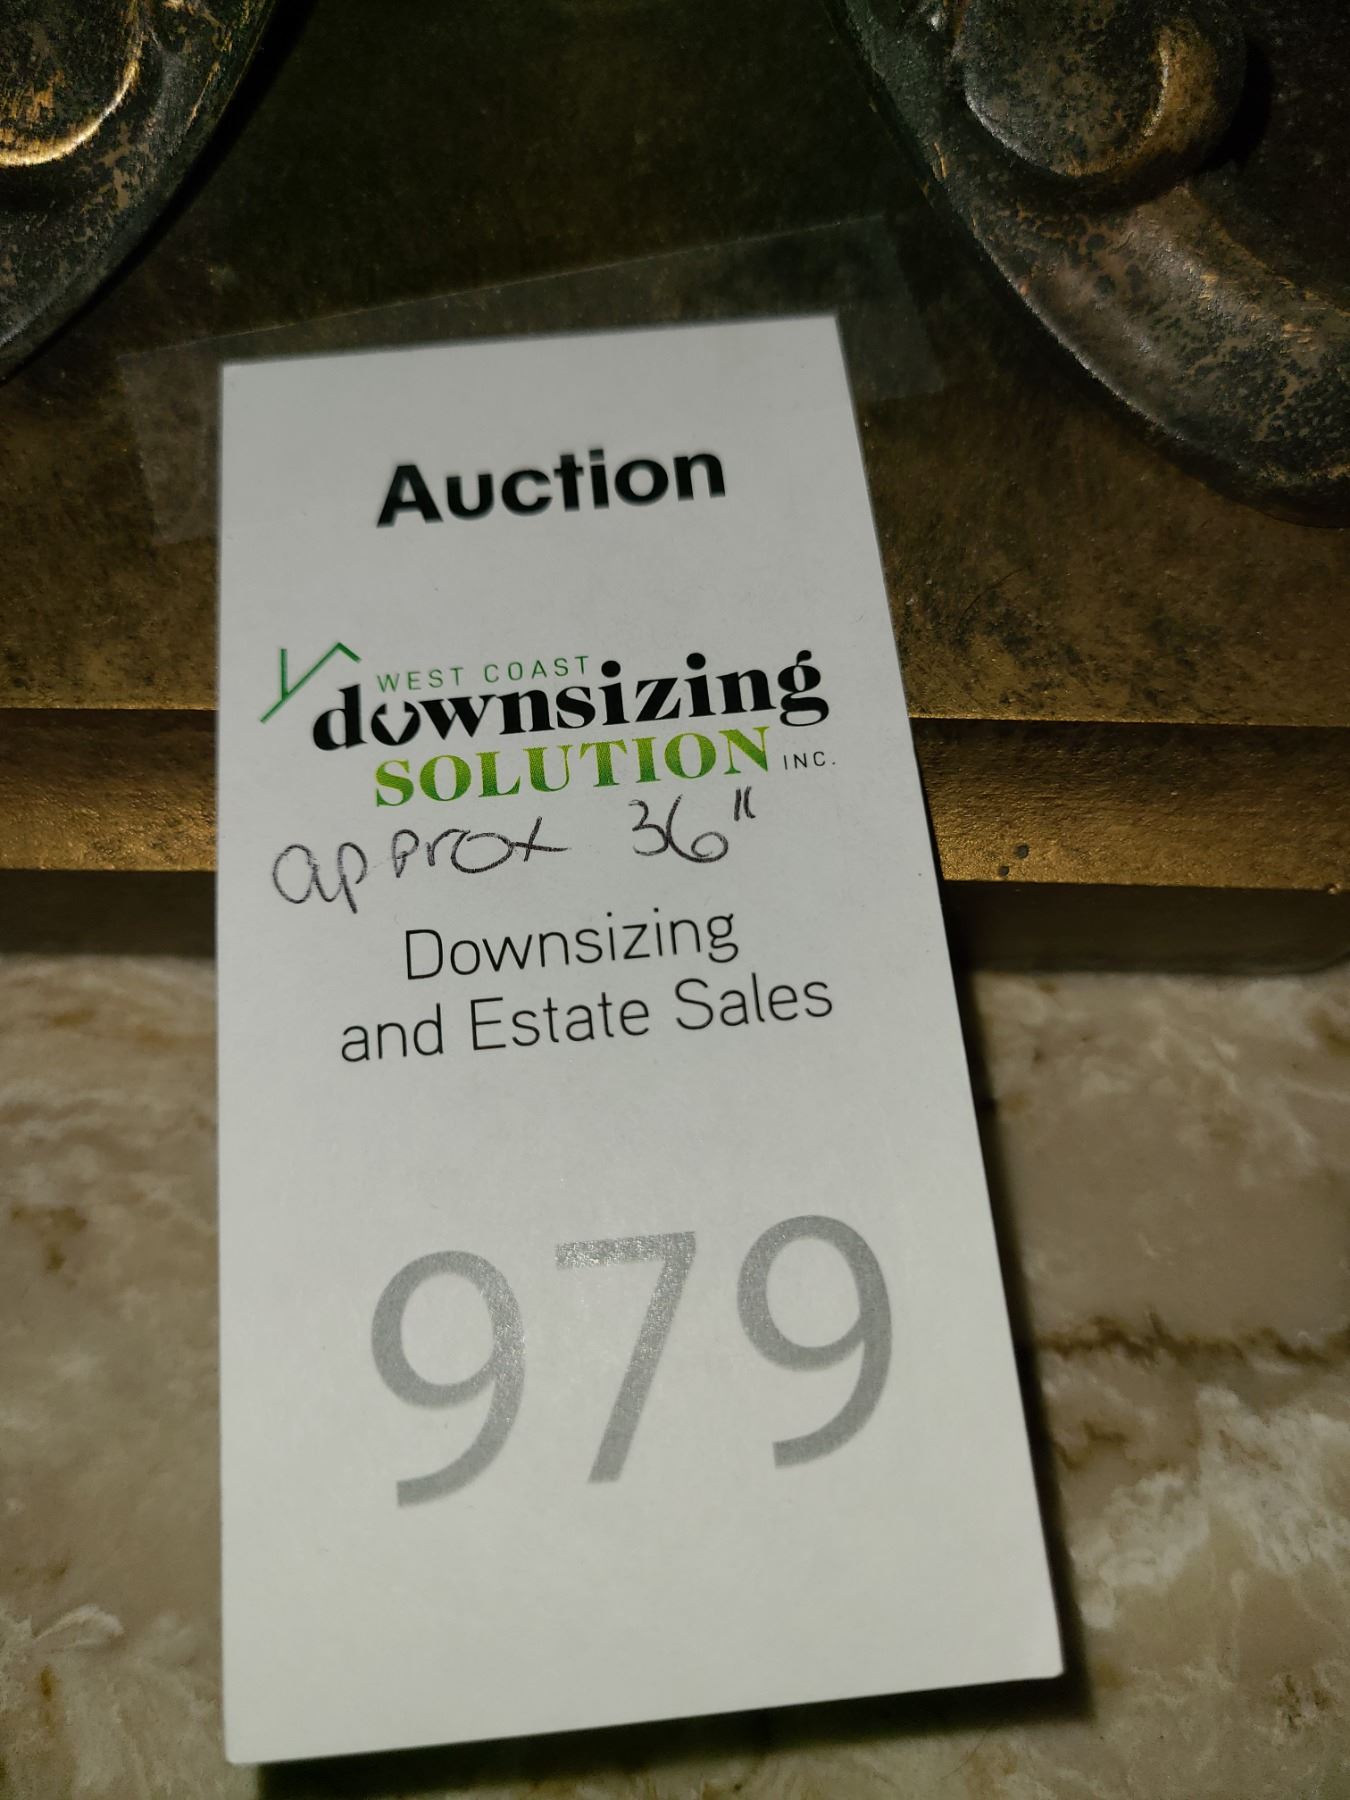 Auction
WEST COAST
downsizing
SOLUTION INC.
approx 36"
Downsizing
and Estate Sales
979